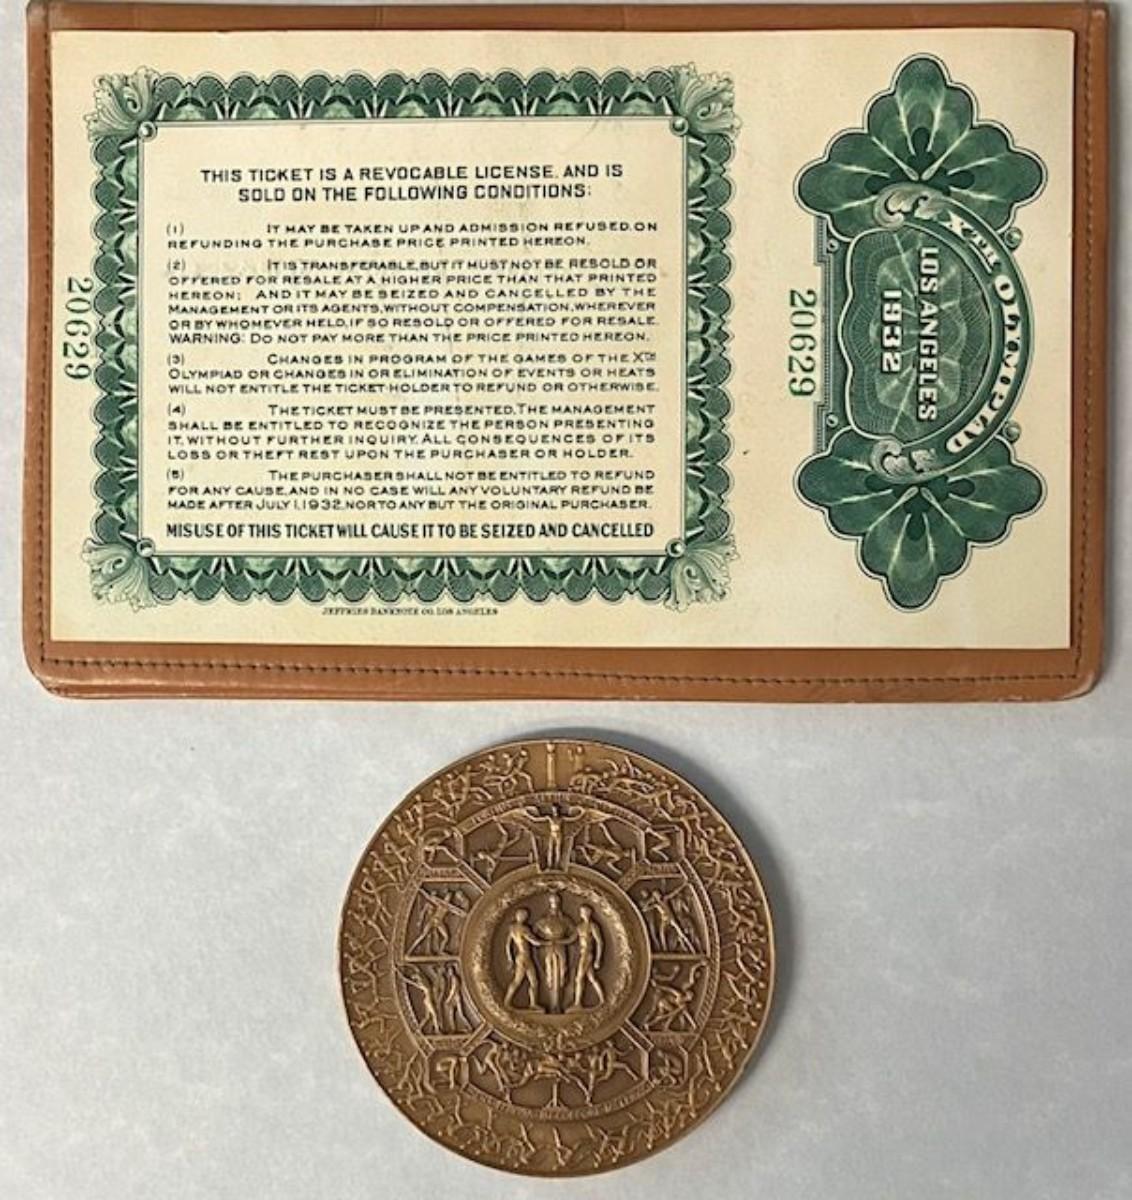 THIS TICKET IS A REVOCABLE LICENSE, AND IS
SOLD ON THE FOLLOWING CONDITIONS:
(1) IT MAY BE TAKEN UP AND ADMISSION REFUSED, ON
REFUNDING THE PURCHASE PRICE PRINTED HEREON.
(2) IT IS TRANSFERABLE, BUT IT MUST NOT BE RESOLD OR
OFFERED FOR RESALE AT A HIGHER PRICE THAN THAT PRINTED
HEREON; AND IT MAY BE SEIZED AND CANCELLED BY THE
MANAGEMENT OR ITS AGENTS, WITHOUT COMPENSATION, WHEREVER
OR BY WHOMEVER HELD, IF SO RESOLD OR OFFERED FOR RESALE.
WARNING: DO NOT PAY MORE THAN THE PRICE PRINTED HEREON.
(3) CHANGES IN PROGRAM OF THE GAMES OF THE XTH
OLYMPIAD OR CHANGES IN OR ELIMINATION OF EVENTS OR HEATS
WILL NOT ENTITLE THE TICKET-HOLDER TO REFUND OR OTHERWISE.
(4) THE TICKET MUST BE PRESENTED. THE MANAGEMENT
SHALL BE ENTITLED TO RECOGNIZE THE PERSON PRESENTING
IT, WITHOUT FURTHER INQUIRY. ALL CONSEQUENCES OF ITS
LOSS OR THEFT REST UPON THE PURCHASER OR HOLDER.
(5) THE PURCHASER SHALL NOT BE ENTITLED TO REFUND
FOR ANY CAUSE, AND IN NO CASE WILL ANY VOLUNTARY REFUND BE
MADE AFTER JULY 1, 1932, NOR TO ANY BUT THE ORIGINAL PURCHASER.
MISUSE OF THIS TICKET WILL CAUSE IT TO BE SEIZED AND CANCELLED
JEFFRIES BANKNOTE CO. LOS ANGELES
20629
20629
XTH OLYMPIAD
LOS ANGELES
1932